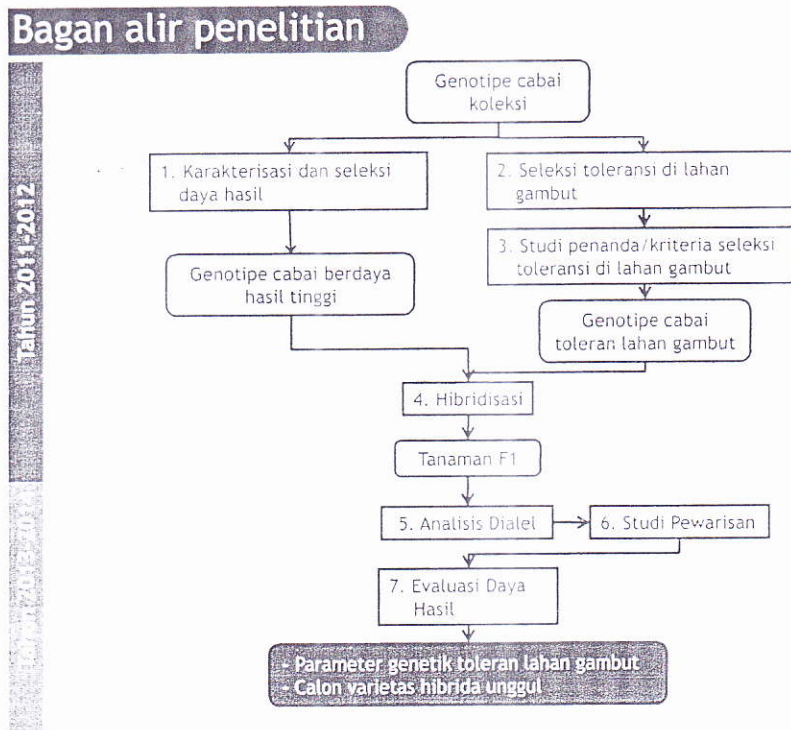 Bagan alir penelitian
Tahun 2011-2012
Genotipe cabai
koleksi
1. Karakterisasi dan seleksi
daya hasil
2. Seleksi toleransi di lahan
gambut
3. Studi penanda/kriteria seleksi
toleransi di lahan gambut
Genotipe cabai berdaya
hasil tinggi
Genotipe cabai
toleran lahan gambut
4. Hibridisasi
Tanaman F1
5. Analisis Dialel
6. Studi Pewarisan
7. Evaluasi Daya
Hasil
- Parameter genetik toleran lahan gambut
- Calon varietas hibrida unggul